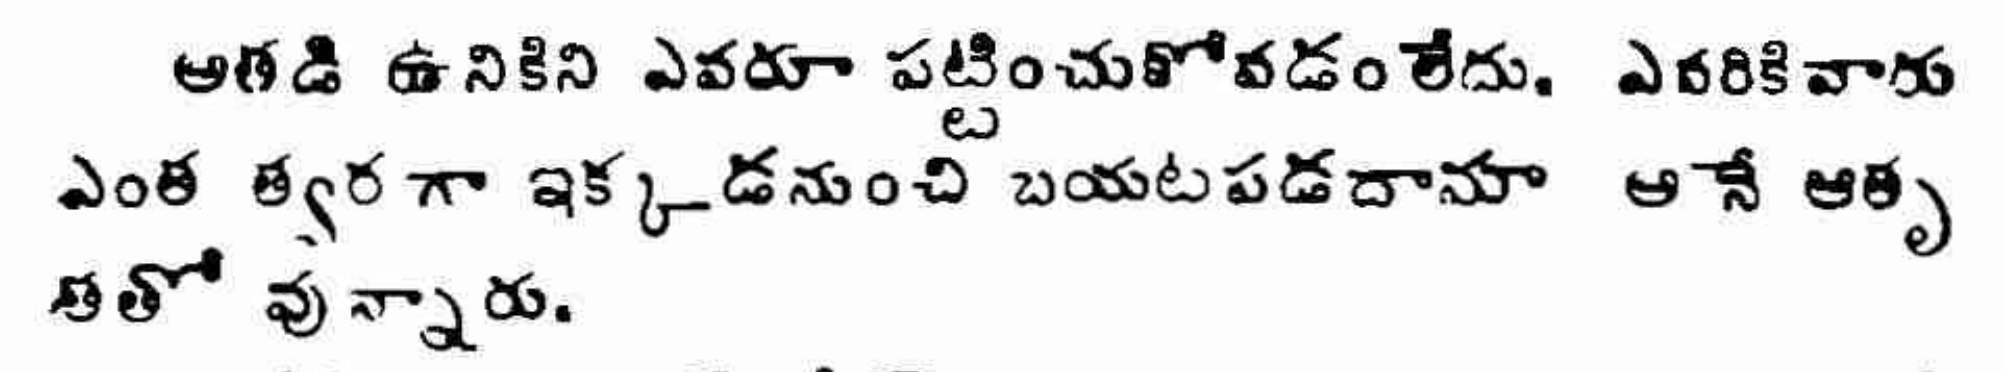 అతడి ఉనికిని ఎవరూ పట్టించుకోవడంలేదు. ఎవరికివారు
ఎంత త్వరగా ఇక్కడనుంచి బయటపడదామా అనే ఆతృ
తతో వున్నారు.